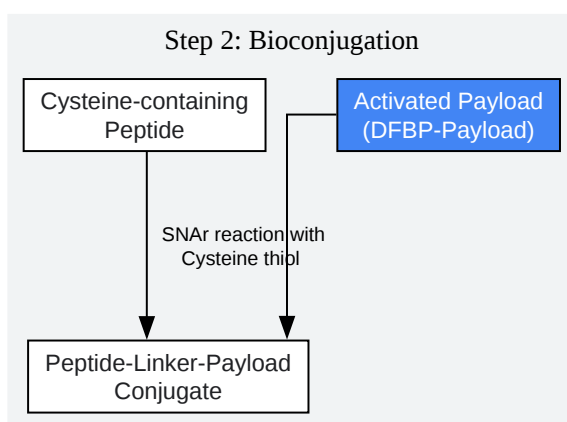 Step 2: Bioconjugation
Cysteine-containing
Peptide
Activated Payload
(DFBP-Payload)
SNAr reaction with
Cysteine thiol
Peptide-Linker-Payload
Conjugate